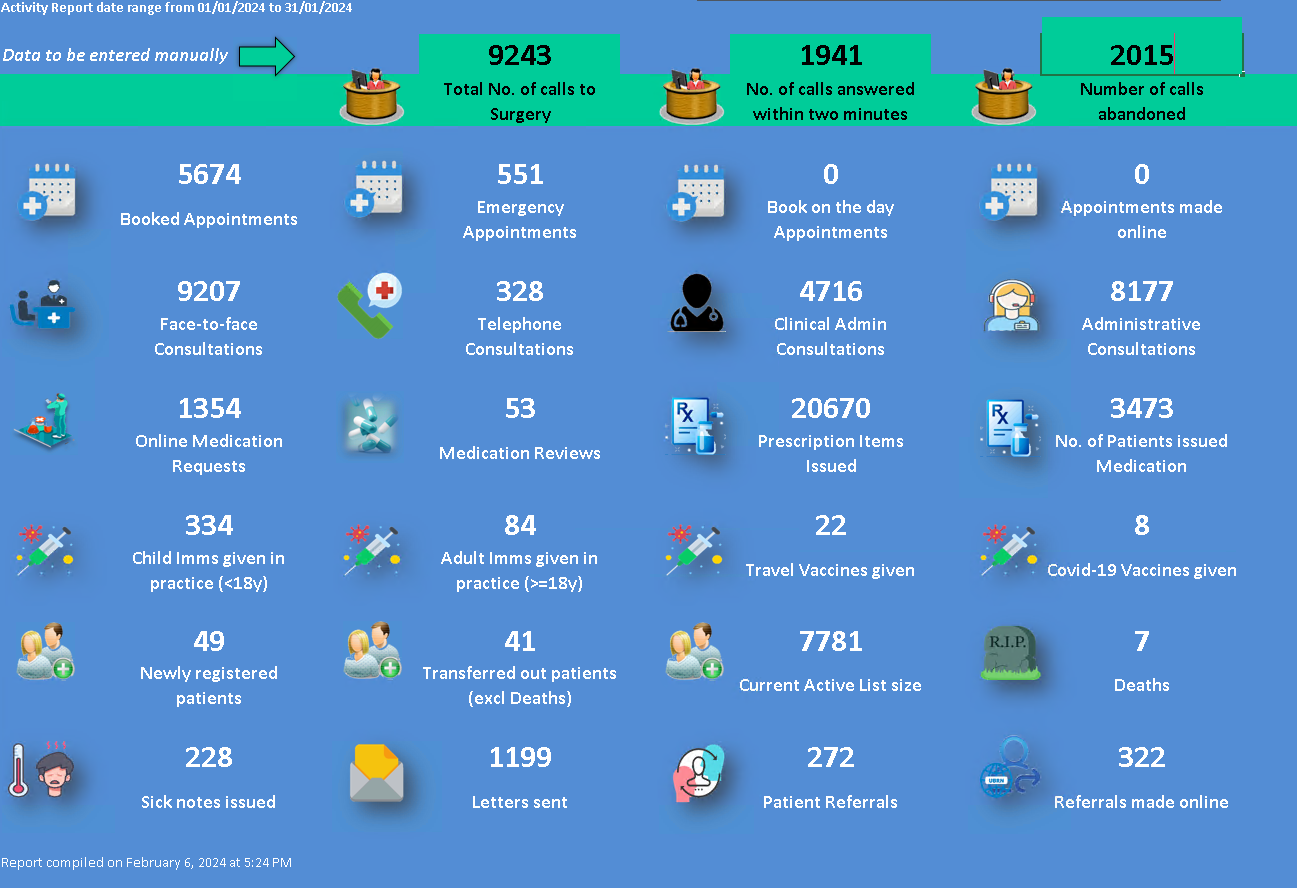 Activity Report date range from 01/01/2024 to 31/01/2024
Data to be entered manually
9243
Total No. of calls to
Surgery
1941
No. of calls answered
within two minutes
2015
Number of calls
abandoned
5674
Booked Appointments
551
Emergency
Appointments
0
Book on the day
Appointments
0
Appointments made
online
9207
Face-to-face
Consultations
328
Telephone
Consultations
4716
Clinical Admin
Consultations
8177
Administrative
Consultations
1354
Online Medication
Requests
53
Medication Reviews
Rx
20670
Prescription Items
Issued
Rx
3473
No. of Patients issued
Medication
334
Child Imms given in
practice (<18y)
84
Adult Imms given in
practice (>=18y)
22
Travel Vaccines given
8
Covid-19 Vaccines given
49
Newly registered
patients
41
Transferred out patients
(excl Deaths)
7781
Current Active List size
R.I.P.
7
Deaths
228
Sick notes issued
1199
Letters sent
272
Patient Referrals
UBRN
322
Referrals made online
Report compiled on February 6, 2024 at 5:24 PM